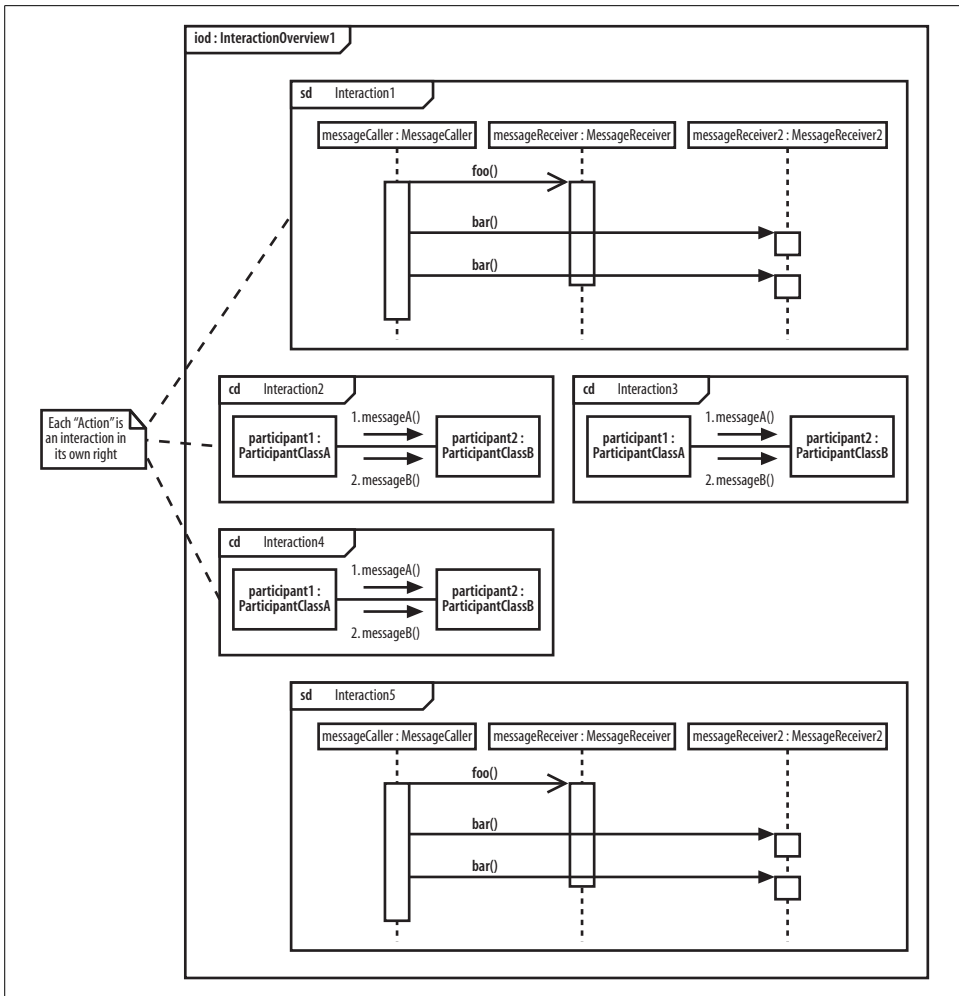 iod : InteractionOverview1
sd Interaction1
messageCaller : MessageCaller
messageReceiver : MessageReceiver
messageReceiver2 : MessageReceiver2
foo()
bar()
bar()
Each “Action” is
an interaction in
its own right
cd Interaction2
participant1 :
ParticipantClassA
1. messageA()
2. messageB()
participant2 :
ParticipantClassB
cd Interaction3
participant1 :
ParticipantClassA
1. messageA()
2. messageB()
participant2 :
ParticipantClassB
cd Interaction4
participant1 :
ParticipantClassA
1. messageA()
2. messageB()
participant2 :
ParticipantClassB
sd Interaction5
messageCaller : MessageCaller
messageReceiver : MessageReceiver
messageReceiver2 : MessageReceiver2
foo()
bar()
bar()